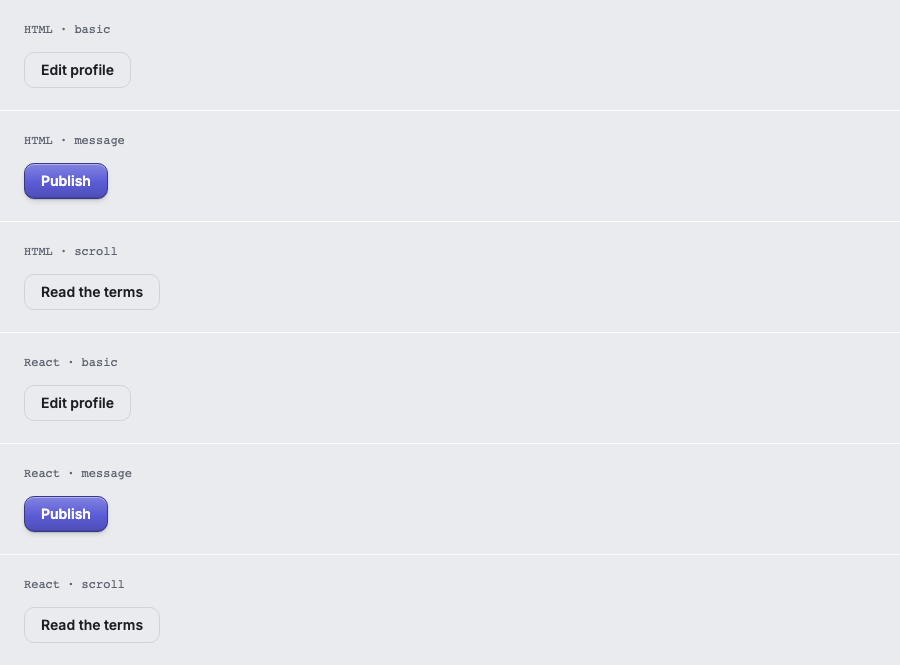 HTML · basic
Edit profile
HTML · message
Publish
HTML · scroll
Read the terms
React · basic
Edit profile
React · message
Publish
React · scroll
Read the terms